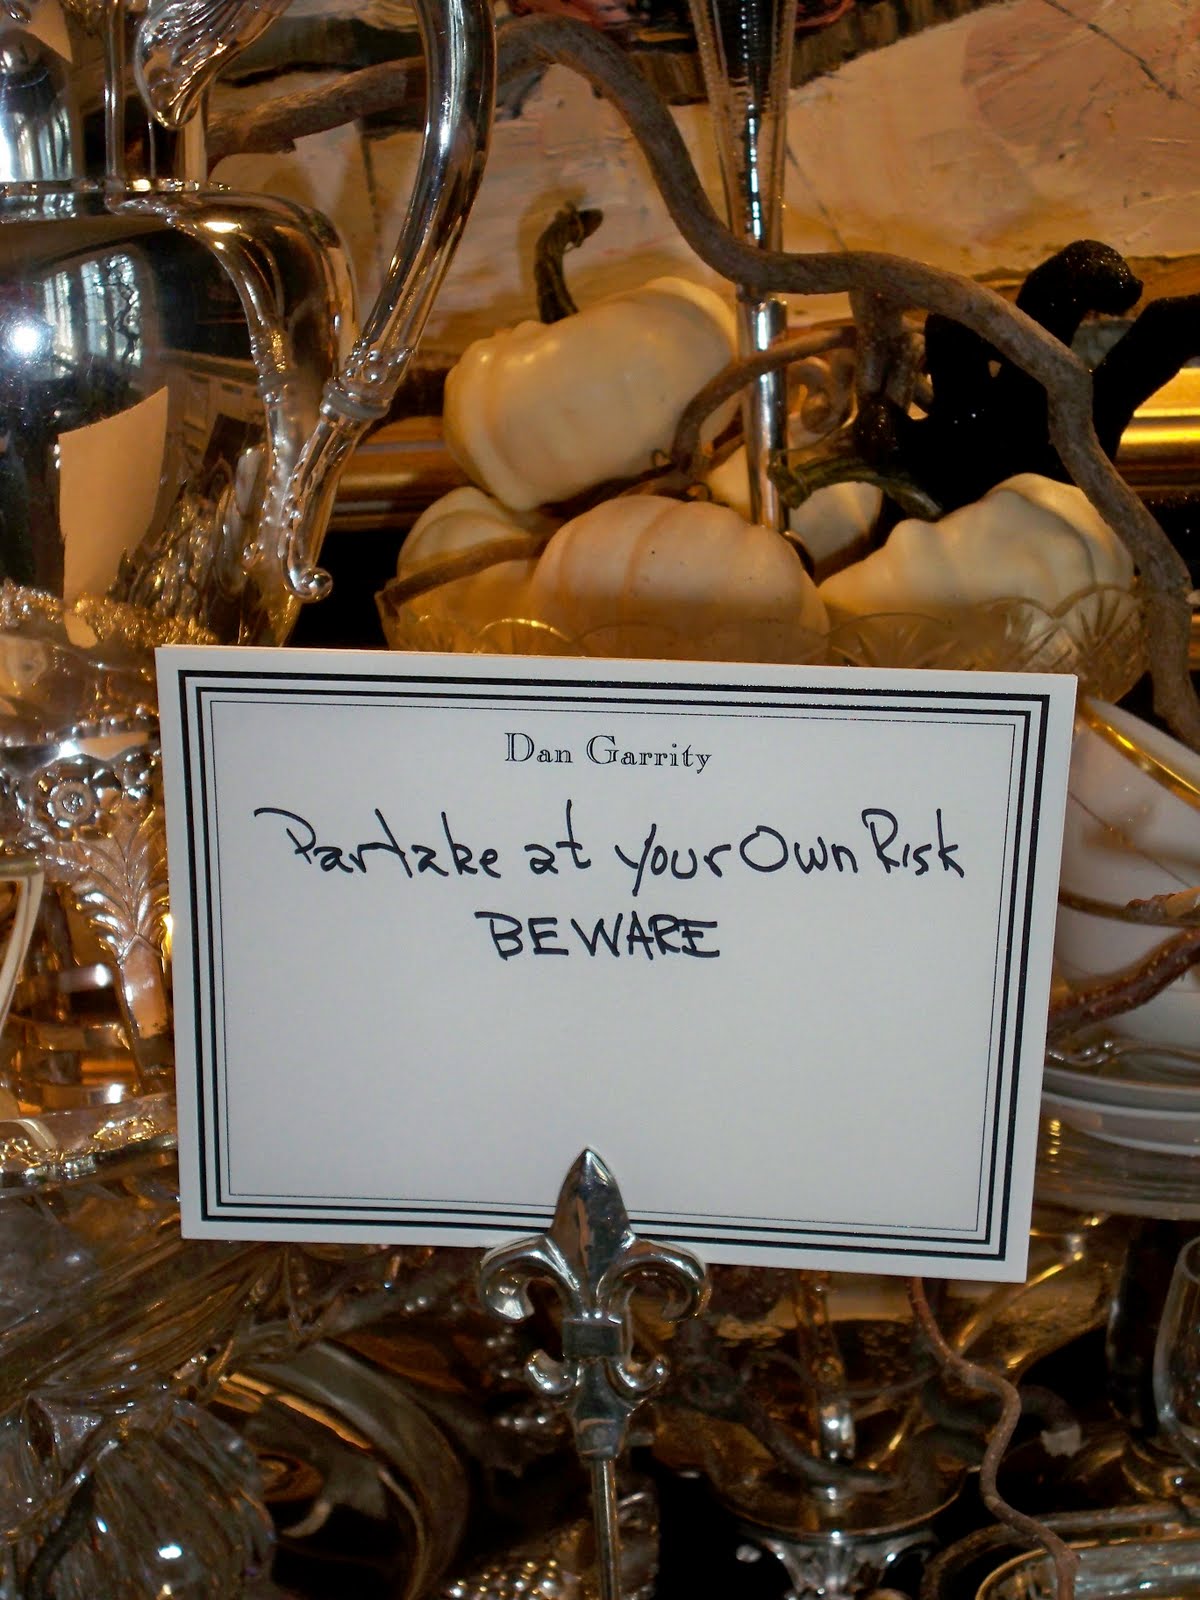 Dan Garrity
Partake at Your Own Risk
BEWARE